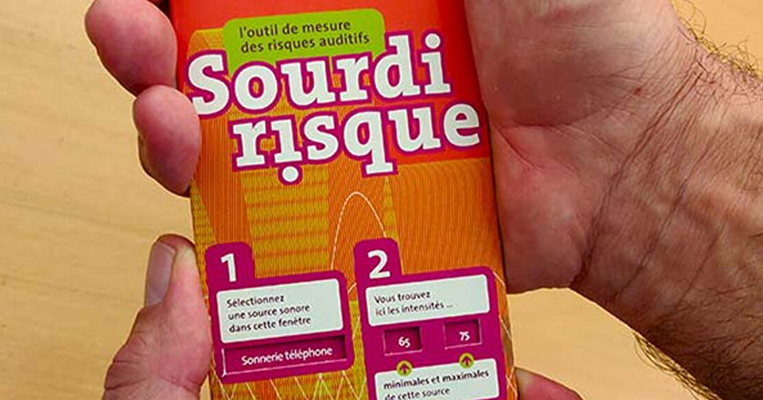 l'outil de mesure
des risques auditifs
Sourdi
risque
1
Sélectionnez
une source sonore
dans cette fenêtre
Sonnerie téléphone
2
Vous trouvez
ici les intensités ...
65 75
minimales et maximales
de cette source